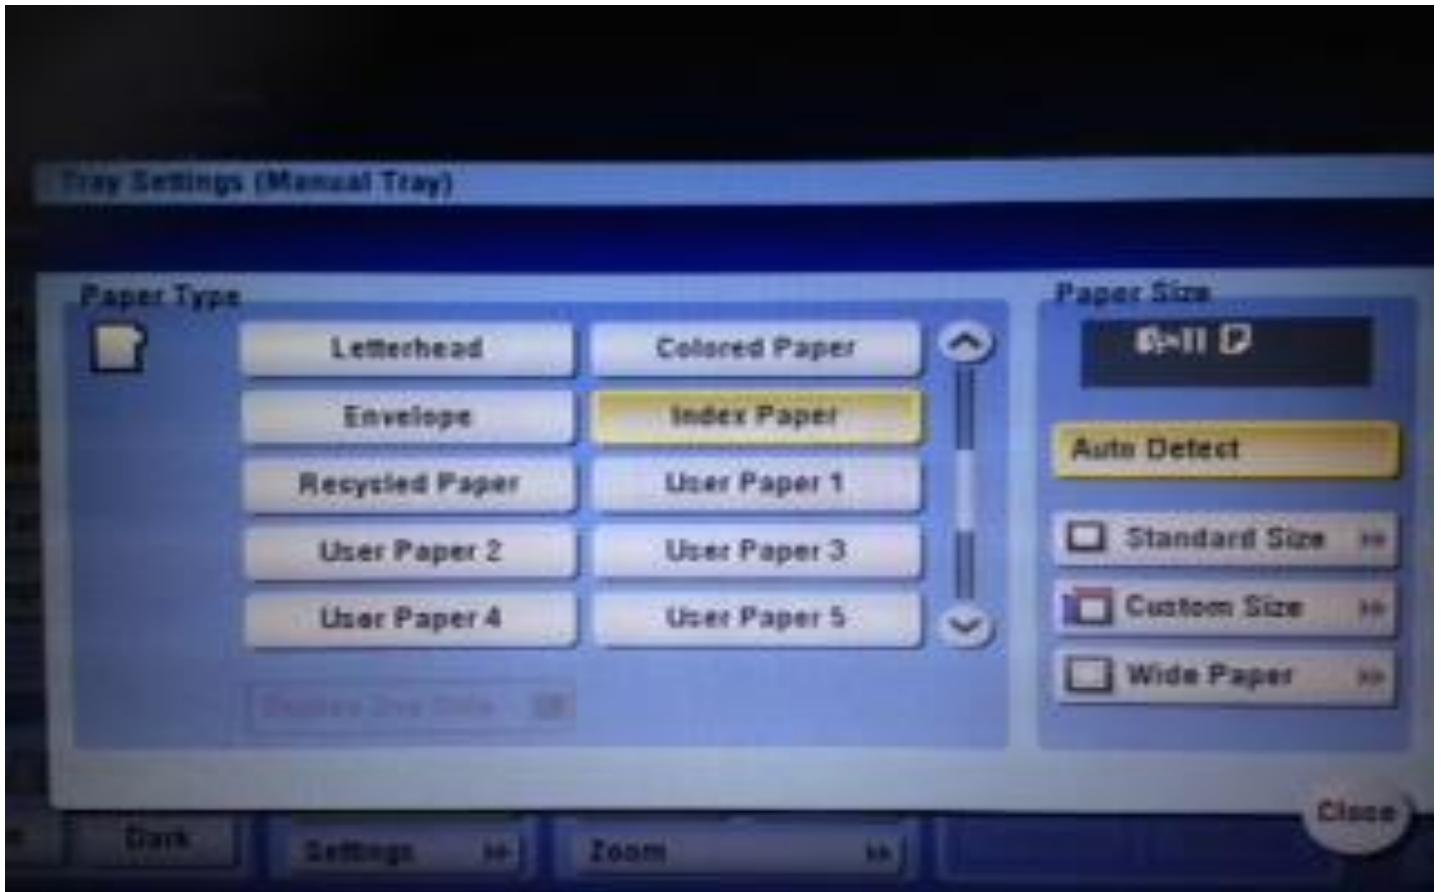 Tray Settings (Manual Tray)
Paper Type
Letterhead
Colored Paper
Envelope
Index Paper
Recycled Paper
User Paper 1
User Paper 2
User Paper 3
User Paper 4
User Paper 5
Paper Size
Auto Detect
Standard Size
Custom Size
Wide Paper
Close
Dark
Settings
Zoom